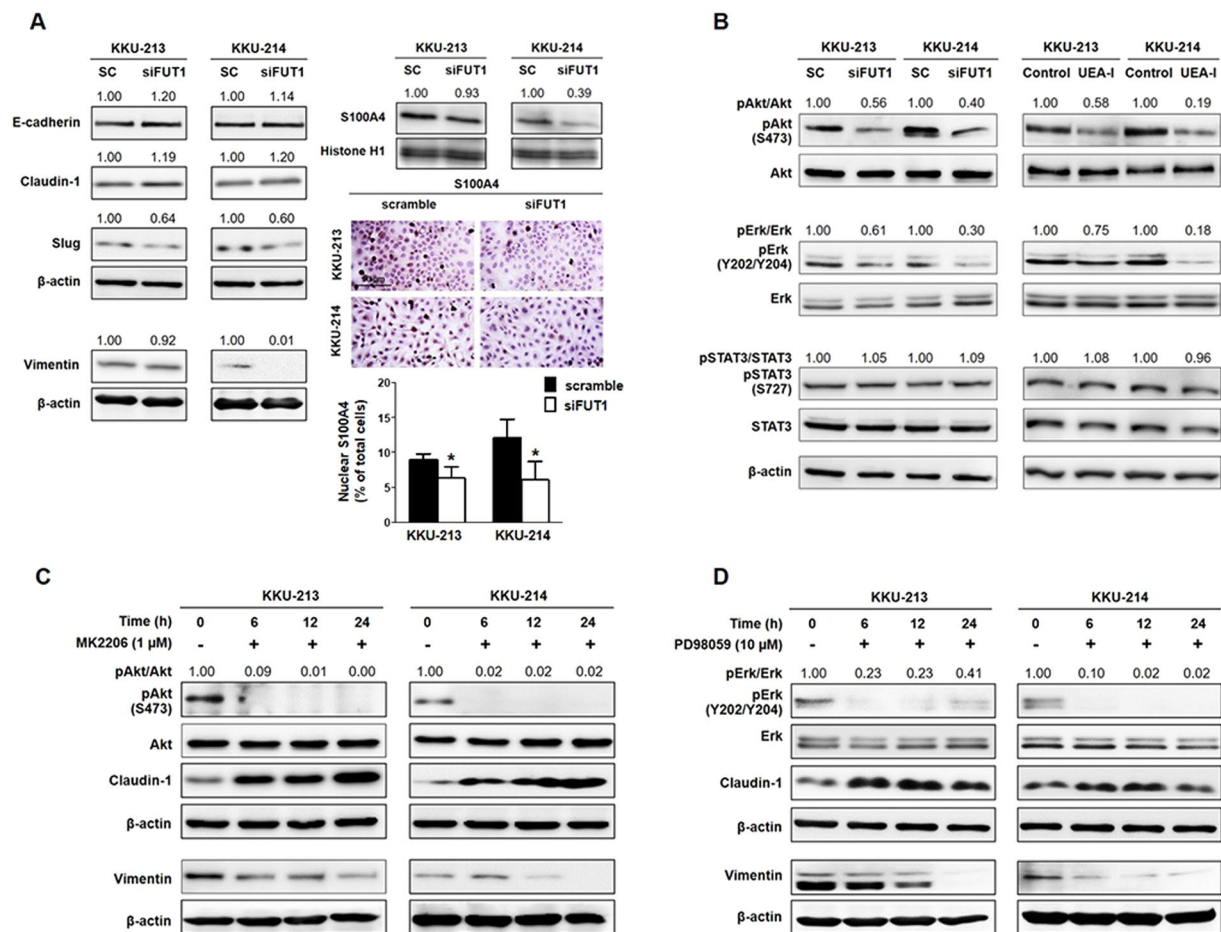 A
KKU-213 KKU-214
SC siFUT1 SC siFUT1
1.00 1.20 1.00 1.14
E-cadherin
1.00 1.19 1.00 1.20
Claudin-1
1.00 0.64 1.00 0.60
Slug
β-actin
1.00 0.92 1.00 0.01
Vimentin
β-actin
KKU-213 KKU-214
SC siFUT1 SC siFUT1
1.00 0.93 1.00 0.39
S100A4
Histone H1
S100A4
scramble siFUT1
KKU-213
KKU-214
Nuclear S100A4
(% of total cells)
20
15
10
5
0
scramble
siFUT1
* *
KKU-213 KKU-214
B
KKU-213 KKU-214 KKU-213 KKU-214
SC siFUT1 SC siFUT1 Control UEA-I Control UEA-I
pAkt/Akt 1.00 0.56 1.00 0.40 1.00 0.58 1.00 0.19
pAkt
(S473)
Akt
pErk/Erk 1.00 0.61 1.00 0.30 1.00 0.75 1.00 0.18
pErk
(Y202/Y204)
Erk
pSTAT3/STAT3 1.00 1.05 1.00 1.09 1.00 1.08 1.00 0.96
pSTAT3
(S727)
STAT3
β-actin
C
KKU-213 KKU-214
Time (h) 0 6 12 24 0 6 12 24
MK2206 (1 µM) - + + + - + + +
pAkt/Akt 1.00 0.09 0.01 0.00 1.00 0.02 0.02 0.02
pAkt
(S473)
Akt
Claudin-1
β-actin
Vimentin
β-actin
D
KKU-213 KKU-214
Time (h) 0 6 12 24 0 6 12 24
PD98059 (10 µM) - + + + - + + +
pErk/Erk 1.00 0.23 0.23 0.41 1.00 0.10 0.02 0.02
pErk
(Y202/Y204)
Erk
Claudin-1
β-actin
Vimentin
β-actin